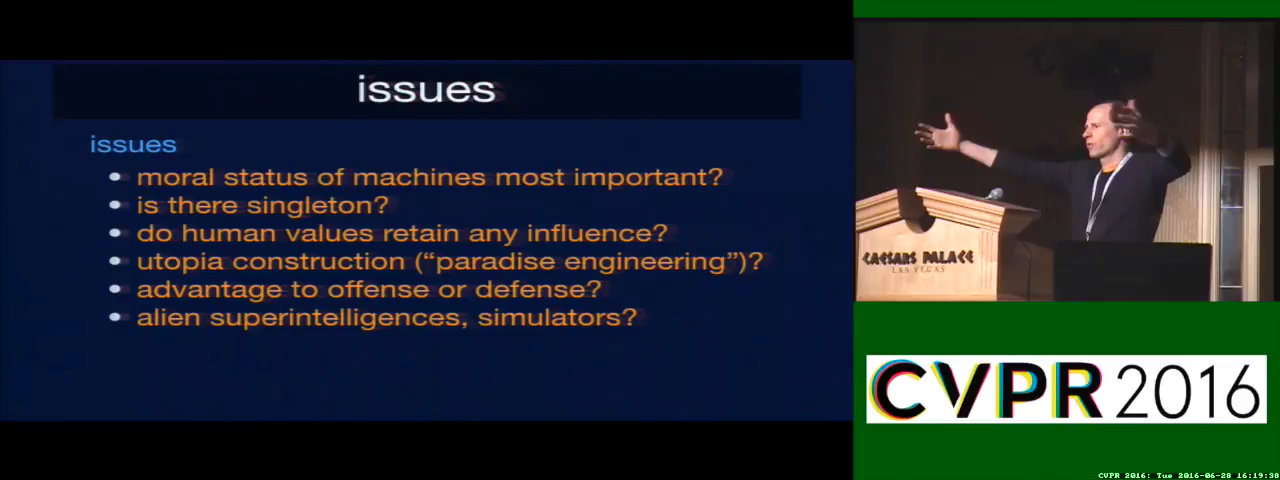 issues
issues
moral status of machines most important?
is there singleton?
do human values retain any influence?
utopia construction (“paradise engineering”)?
advantage to offense or defense?
alien superintelligences, simulators?
CAESARS PALACE
LAS VEGAS
CVPR 2016
CVPR 2016: Tue 2016-06-28 16:19:38